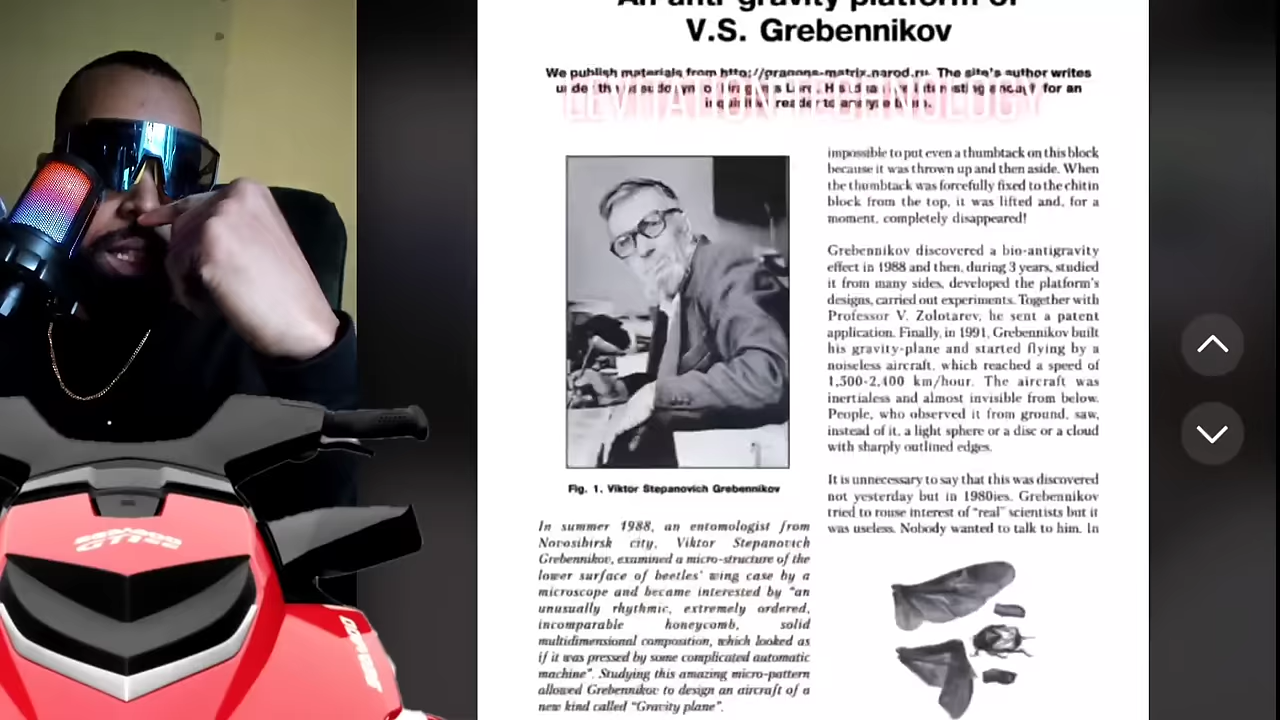 An anti-gravity platform of
V.S. Grebennikov
We publish materials from http://pragona-matrix.narod.ru. The site's author writes
LEVITATION TECHNOLOGY
for an
reader to
impossible to put even a thumbtack on this block
because it was thrown up and then aside. When
the thumbtack was forcefully fixed to the chitin
block from the top, it was lifted and, for a
moment, completely disappeared!
Grebennikov discovered a bio-antigravity
effect in 1988 and then, during 3 years, studied
it from many sides, developed the platform's
designs, carried out experiments. Together with
Professor V. Zolotarev, he sent a patent
application. Finally, in 1991, Grebennikov built
his gravity-plane and started flying by a
noiseless aircraft, which reached a speed of
1,500-2,400 km/hour. The aircraft was
inertialess and almost invisible from below.
People, who observed it from ground, saw,
instead of it, a light sphere or a disc or a cloud
with sharply outlined edges.
It is unnecessary to say that this was discovered
not yesterday but in 1980ies. Grebennikov
tried to rouse interest of "real" scientists but it
was useless. Nobody wanted to talk to him. In
Fig. 1. Viktor Stepanovich Grebennikov
In summer 1988, an entomologist from
Novosibirsk city, Viktor Stepanovich
Grebennikov, examined a micro-structure of the
lower surface of beetles' wing case by a
microscope and became interested by "an
unusually rhythmic, extremely ordered,
incomparable honeycomb, solid
multidimensional composition, which looked as
if it was pressed by some complicated automatic
machine". Studying this amazing micro-pattern
allowed Grebennikov to design an aircraft of a
new kind called "Gravity plane".